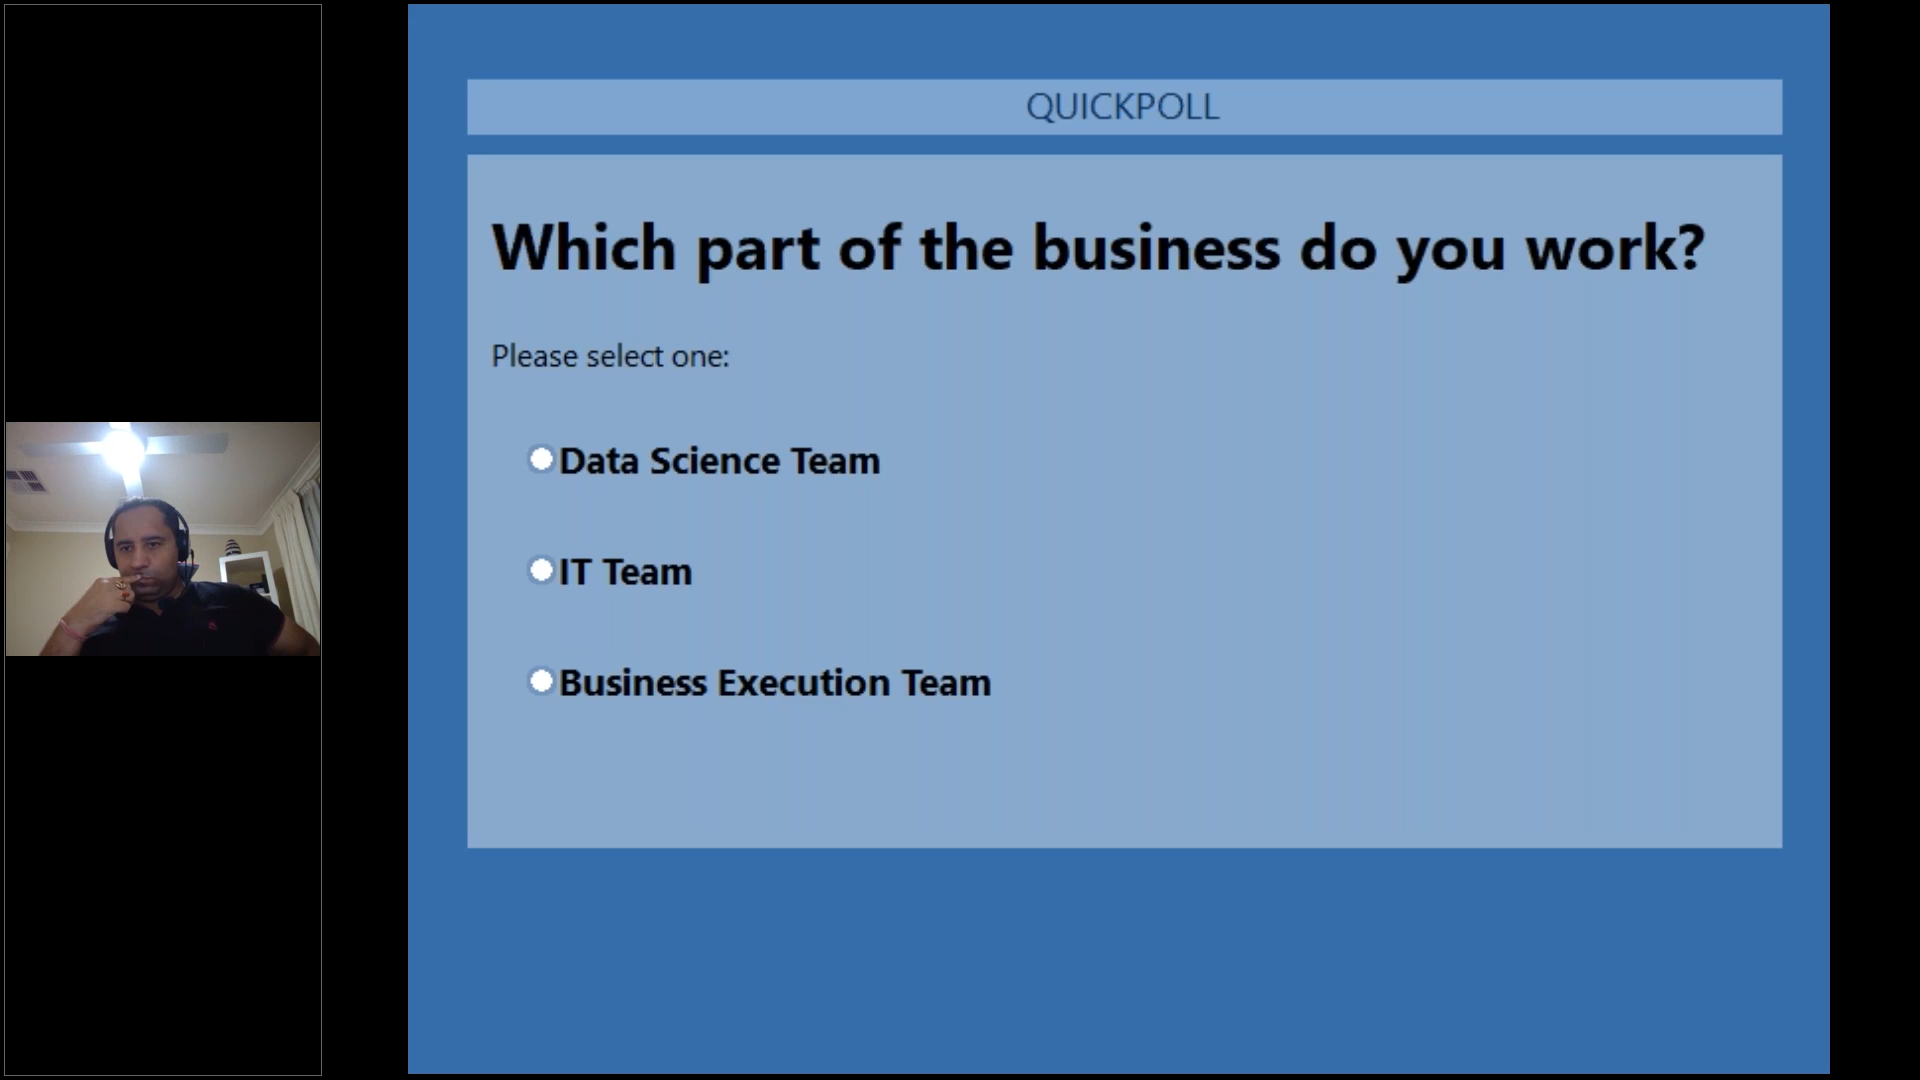 QUICKPOLL
Which part of the business do you work?
Please select one:
Data Science Team
IT Team
Business Execution Team